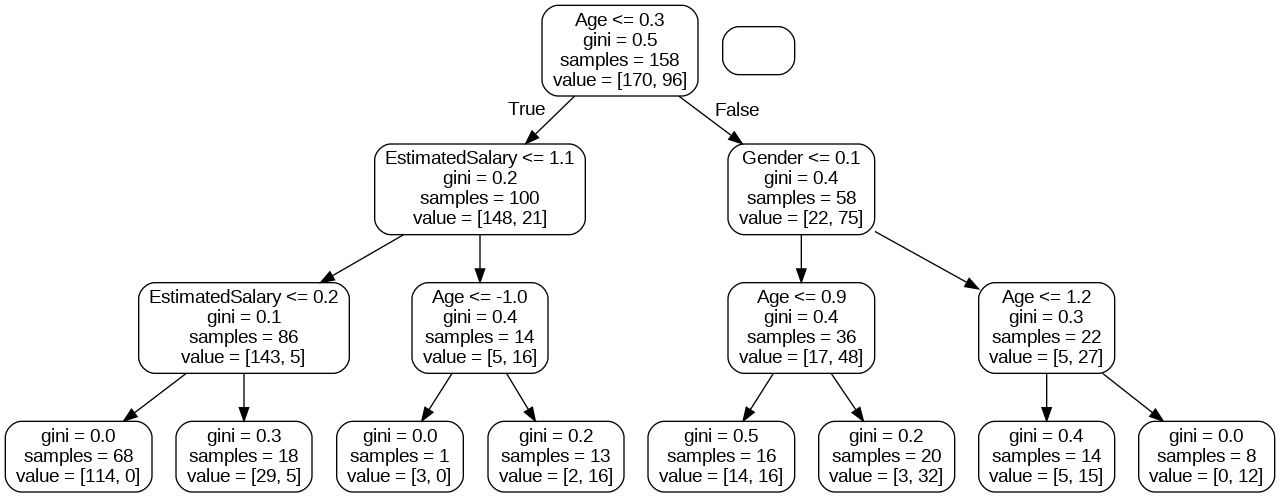 Age <= 0.3
gini = 0.5
samples = 158
value = [170, 96]
True
False
EstimatedSalary <= 1.1
gini = 0.2
samples = 100
value = [148, 21]
Gender <= 0.1
gini = 0.4
samples = 58
value = [22, 75]
EstimatedSalary <= 0.2
gini = 0.1
samples = 86
value = [143, 5]
Age <= -1.0
gini = 0.4
samples = 14
value = [5, 16]
Age <= 0.9
gini = 0.4
samples = 36
value = [17, 48]
Age <= 1.2
gini = 0.3
samples = 22
value = [5, 27]
gini = 0.0
samples = 68
value = [114, 0]
gini = 0.3
samples = 18
value = [29, 5]
gini = 0.0
samples = 1
value = [3, 0]
gini = 0.2
samples = 13
value = [2, 16]
gini = 0.5
samples = 16
value = [14, 16]
gini = 0.2
samples = 20
value = [3, 32]
gini = 0.4
samples = 14
value = [5, 15]
gini = 0.0
samples = 8
value = [0, 12]